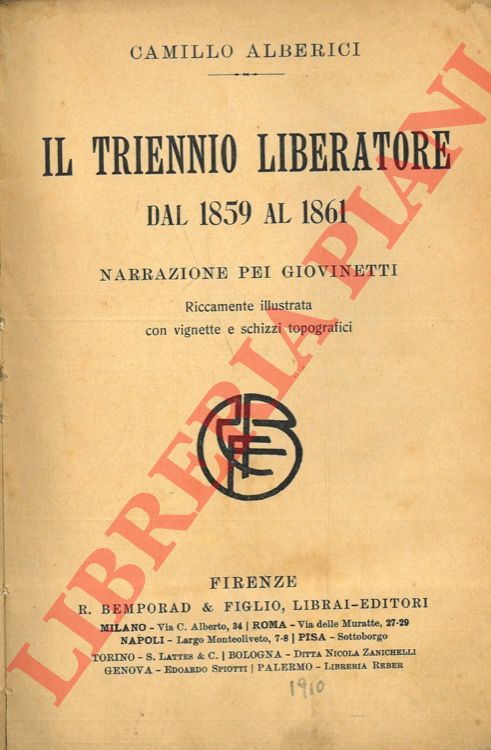 CAMILLO ALBERICI
IL TRIENNIO LIBERATORE
DAL 1859 AL 1861
NARRAZIONE PEI GIOVINETTI
Riccamente illustrata
con vignette e schizzi topografici
FIRENZE
R. BEMPORAD & FIGLIO, LIBRAI-EDITORI
MILANO - Via C. Alberto, 34 | ROMA - Via delle Muratte, 27-29
NAPOLI - Largo Monteoliveto, 7-8 | PISA - Sottoborgo
TORINO - S. LATTES & C. | BOLOGNA - DITTA NICOLA ZANICHELLI
GENOVA - EDOARDO SPIOTTI | PALERMO - LIBRERIA REBER
1910
LIBRERIA PIANI